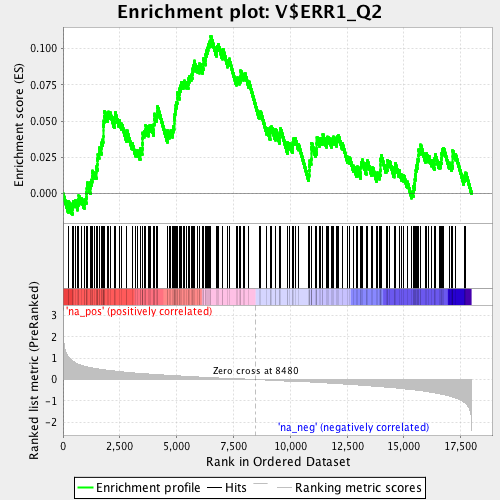 Enrichment plot: V$ERR1_Q2
Enrichment score (ES)
0.100
0.075
0.050
0.025
0.000
Ranked list metric (PreRanked)
3
2
1
0
-1
-2
'na_pos' (positively correlated)
Zero cross at 8480
'na_neg' (negatively correlated)
0
2,500
5,000
7,500
10,000
12,500
15,000
17,500
Rank in Ordered Dataset
Enrichment profile
Hits
Ranking metric scores